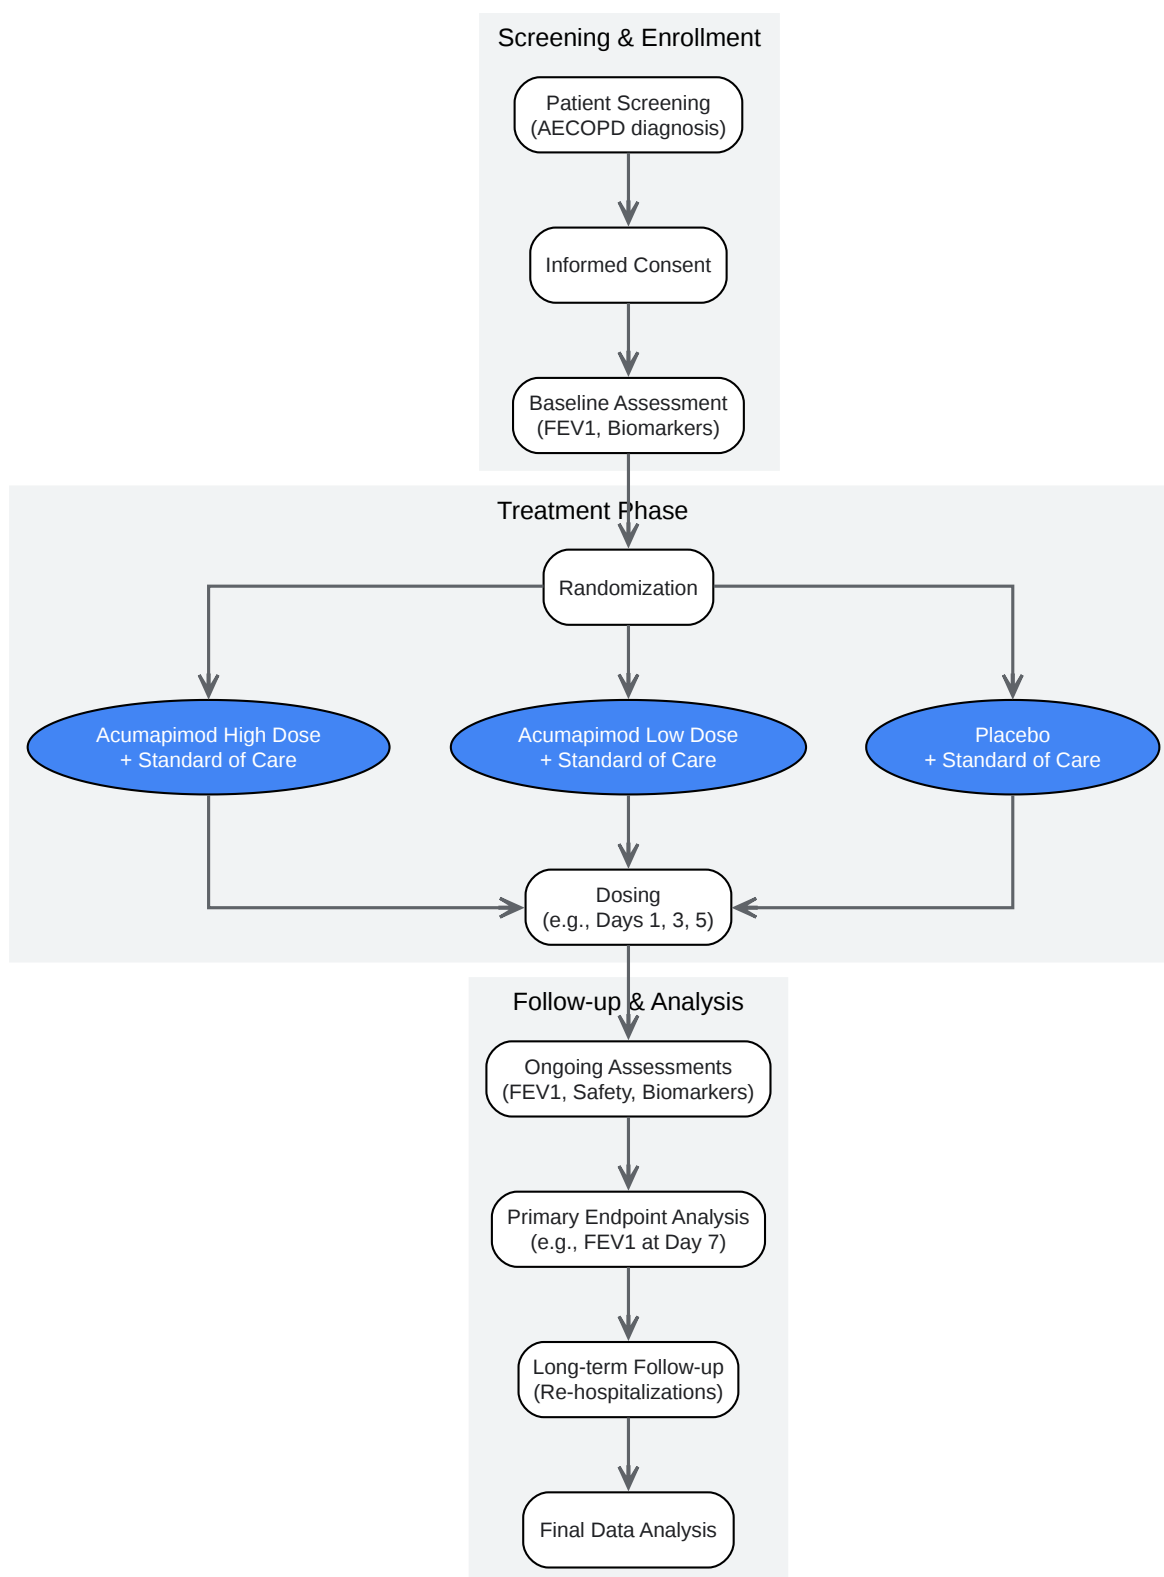 Screening & Enrollment
Patient Screening
(AECOPD diagnosis)
Informed Consent
Baseline Assessment
(FEV1, Biomarkers)
Treatment Phase
Randomization
Acumapimod High Dose
+ Standard of Care
Acumapimod Low Dose
+ Standard of Care
Placebo
+ Standard of Care
Dosing
(e.g., Days 1, 3, 5)
Follow-up & Analysis
Ongoing Assessments
(FEV1, Safety, Biomarkers)
Primary Endpoint Analysis
(e.g., FEV1 at Day 7)
Long-term Follow-up
(Re-hospitalizations)
Final Data Analysis